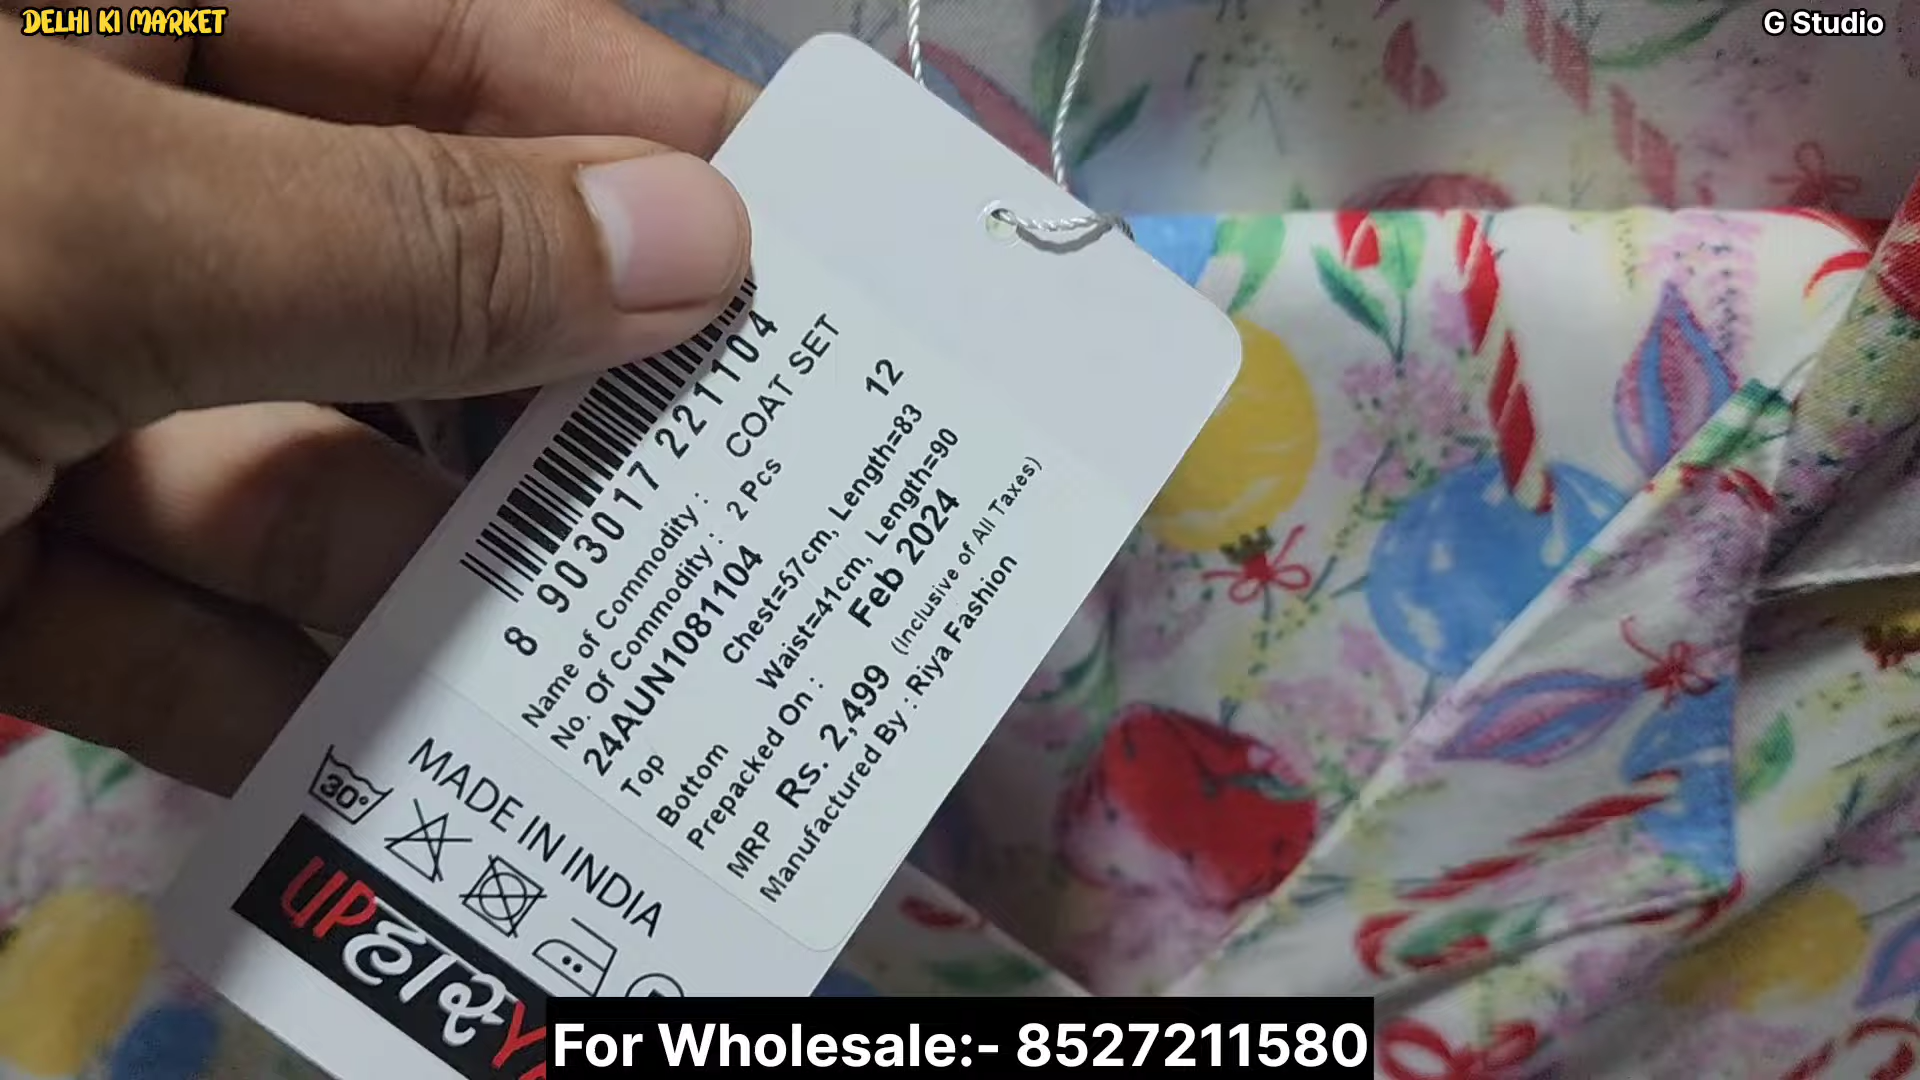 DELHI KI MARKET
G Studio
8 903017 221104
Name of Commodity : COAT SET
No. Of Commodity : 2 Pcs 12
24AUN1081104
Top Chest=57cm, Length=83
Bottom Waist=41cm, Length=90
Prepacked On : Feb 2024
MRP Rs. 2,499 (Inclusive of All Taxes)
Manufactured By : Riya Fashion
MADE IN INDIA
30°
For Wholesale:- 8527211580